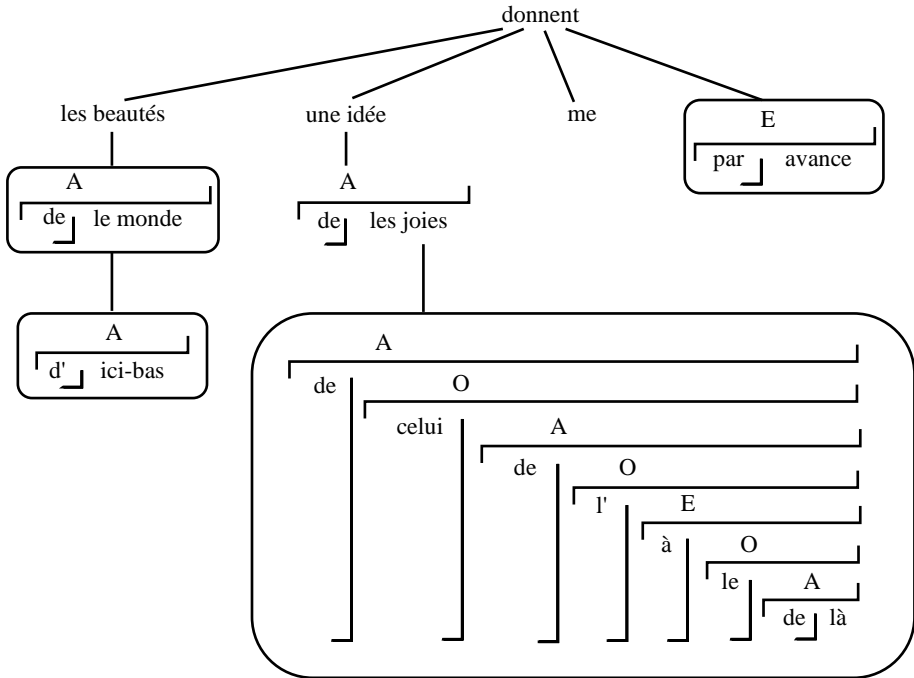 donnent
les beautés une idée me E
par avance
A A
de le monde de les joies
A
d' ici-bas
A
de O
celui A
de O
l' E
à O
le A
de là